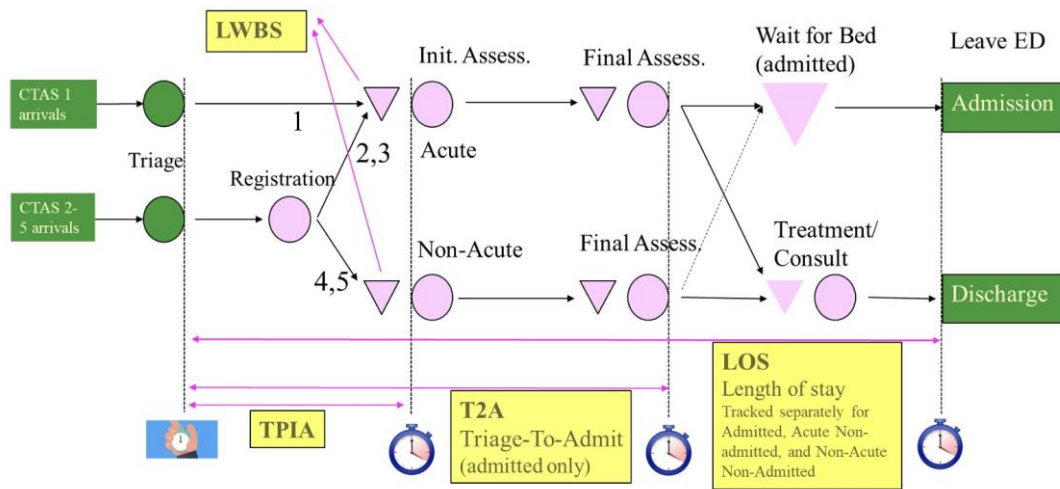 LWBS
Init. Assess.
Final Assess.
Wait for Bed
(admitted)
Leave ED
CTAS 1
arrivals
1
Admission
Triage
2,3
Acute
Registration
CTAS 2-
5 arrivals
Non-Acute
Final Assess.
Treatment/
Consult
4,5
Discharge
LOS
Length of stay
Tracked separately for
Admitted, Acute Non-
admitted, and Non-Acute
Non-Admitted
T2A
Triage-To-Admit
(admitted only)
TPIA